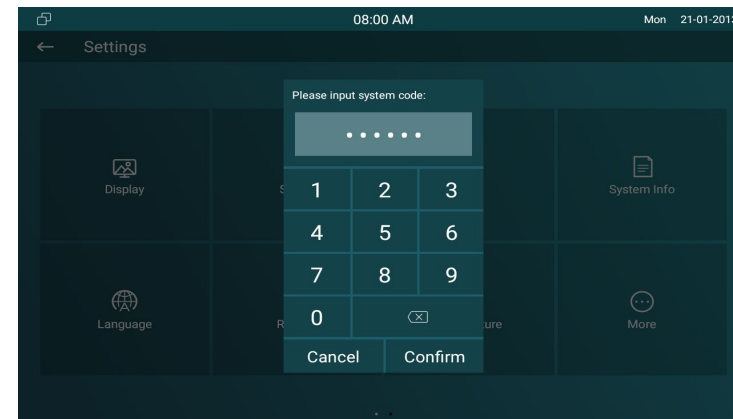 08:00 AM
Mon 21-01-201
Settings
Please input system code:
Display
System Info
1 2 3
4 5 6
7 8 9
0
Language
ure
More
Cancel Confirm